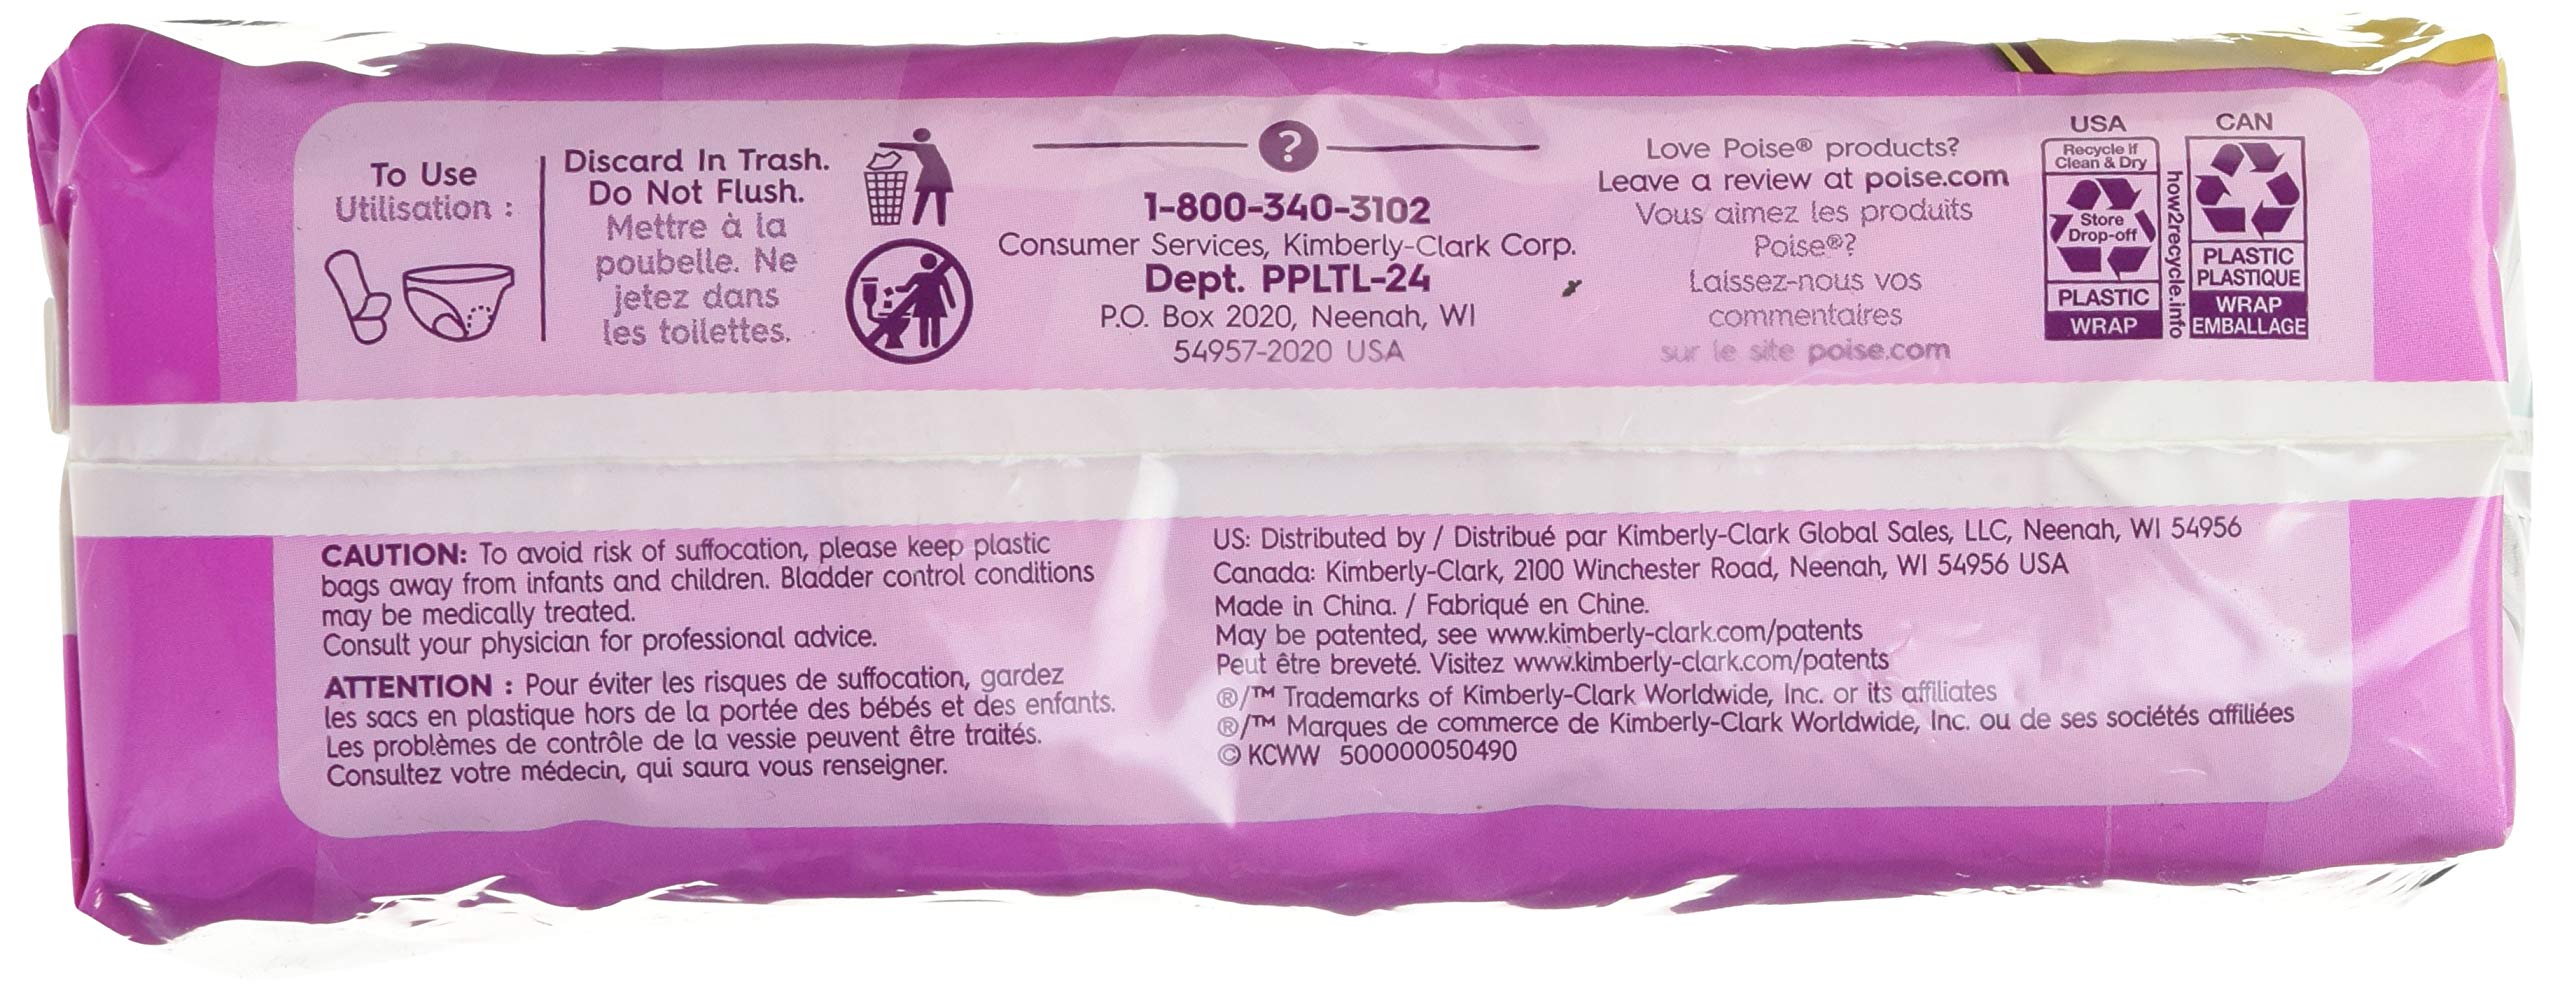 To Use
Utilisation :
Discard In Trash.
Do Not Flush.
Mettre à la
poubelle. Ne
jetez dans
les toilettes.
?
1-800-340-3102
Consumer Services, Kimberly-Clark Corp.
Dept. PPLTL-24
P.O. Box 2020, Neenah, WI
54957-2020 USA
Love Poise® products?
Leave a review at poise.com
Vous aimez les produits
Poise®?
Laissez-nous vos
commentaires
sur le site poise.com
USA
Recycle If
Clean & Dry
Store
Drop-off
PLASTIC
WRAP
how2recycle.info
CAN
PLASTIC
PLASTIQUE
WRAP
EMBALLAGE
CAUTION: To avoid risk of suffocation, please keep plastic
bags away from infants and children. Bladder control conditions
may be medically treated.
Consult your physician for professional advice.
ATTENTION : Pour éviter les risques de suffocation, gardez
les sacs en plastique hors de la portée des bébés et des enfants.
Les problèmes de contrôle de la vessie peuvent être traités.
Consultez votre médecin, qui saura vous renseigner.
US: Distributed by / Distribué par Kimberly-Clark Global Sales, LLC, Neenah, WI 54956
Canada: Kimberly-Clark, 2100 Winchester Road, Neenah, WI 54956 USA
Made in China. / Fabriqué en Chine.
May be patented, see www.kimberly-clark.com/patents
Peut être breveté. Visitez www.kimberly-clark.com/patents
®/™ Trademarks of Kimberly-Clark Worldwide, Inc. or its affiliates
®/™ Marques de commerce de Kimberly-Clark Worldwide, Inc. ou de ses sociétés affiliées
© KCWW 500000050490